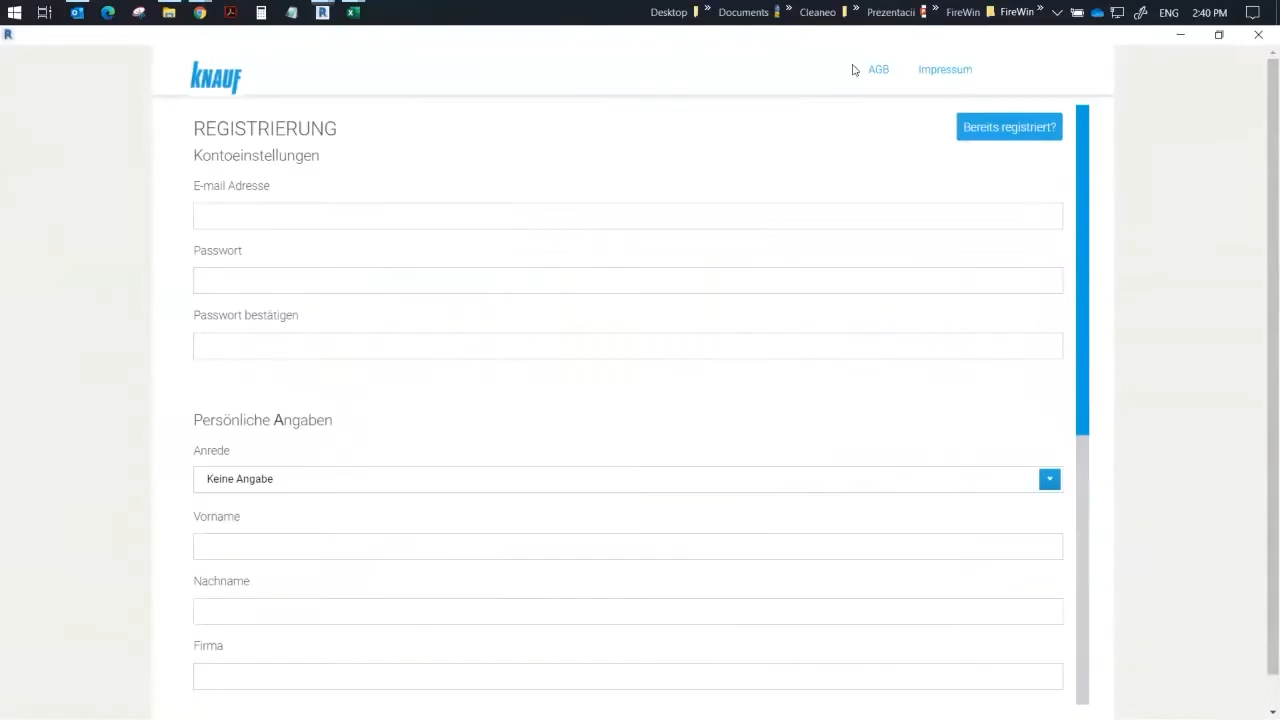 Desktop » Documents » Cleaneo » Prezentacii » FireWin FireWin » ENG 2:40 PM
R
KNAUF
AGB Impressum
REGISTRIERUNG
Bereits registriert?
Kontoeinstellungen
E-mail Adresse
Passwort
Passwort bestätigen
Persönliche Angaben
Anrede
Keine Angabe
Vorname
Nachname
Firma